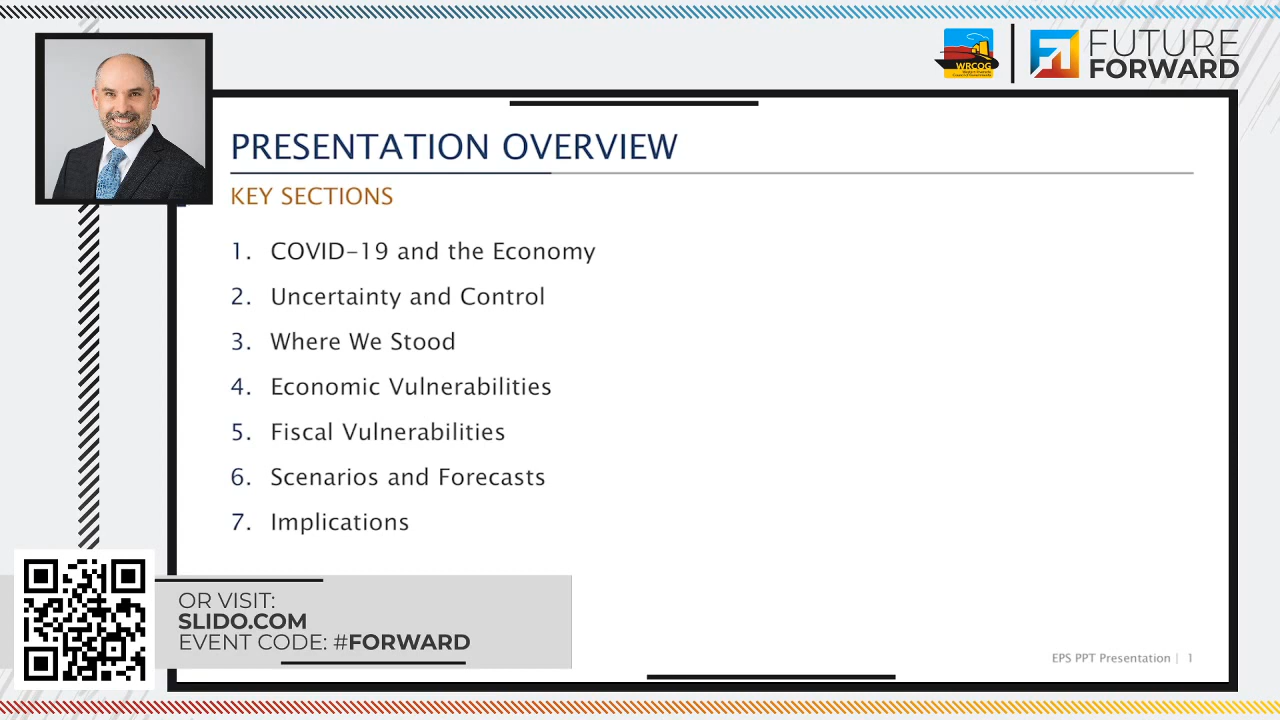 WRCOG
FUTURE
FORWARD
PRESENTATION OVERVIEW
KEY SECTIONS
1. COVID-19 and the Economy
2. Uncertainty and Control
3. Where We Stood
4. Economic Vulnerabilities
5. Fiscal Vulnerabilities
6. Scenarios and Forecasts
7. Implications
OR VISIT:
SLIDO.COM
EVENT CODE: #FORWARD
EPS PPT Presentation | 1